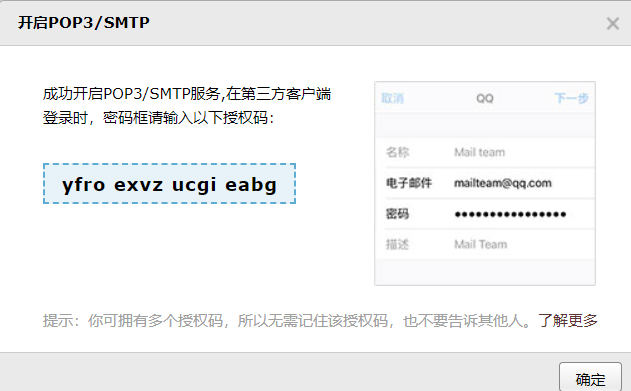 开启POP3/SMTP
成功开启POP3/SMTP服务,在第三方客户端
登录时，密码框请输入以下授权码：
yfro exvz ucgi eabg
取消 QQ 下一步
名称 Mail team
电子邮件 mailteam@qq.com
密码 ••••••••••••••••
描述 Mail Team
提示：你可拥有多个授权码，所以无需记住该授权码，也不要告诉其他人。了解更多
确定